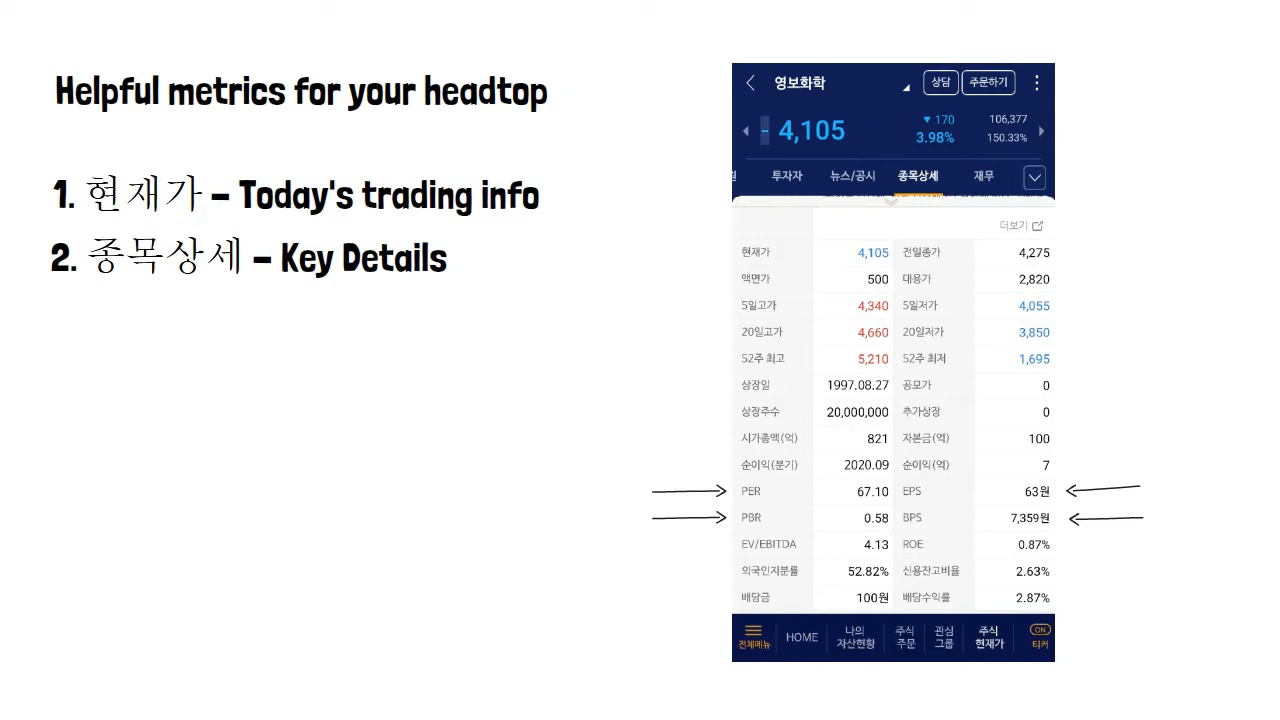 Helpful metrics for your headtop
1. 현재가 - Today's trading info
2. 종목상세 - Key Details
영보화학 상담 주문하기
4,105 ▼ 170 106,377
3.98% 150.33%
투자자 뉴스/공시 종목상세 재무
더보기
현재가 4,105 전일종가 4,275
액면가 500 대용가 2,820
5일고가 4,340 5일저가 4,055
20일고가 4,660 20일저가 3,850
52주 최고 5,210 52주 최저 1,695
상장일 1997.08.27 공모가 0
상장주수 20,000,000 추가상장 0
시가총액(억) 821 자본금(억) 100
순이익(분기) 2020.09 순이익(억) 7
PER 67.10 EPS 63원
PBR 0.58 BPS 7,359원
EV/EBITDA 4.13 ROE 0.87%
외국인지분률 52.82% 신용잔고비율 2.63%
배당금 100원 배당수익률 2.87%
전체메뉴 HOME 나의 자산현황 주식 주문 관심 그룹 주식 현재가 ON 티커